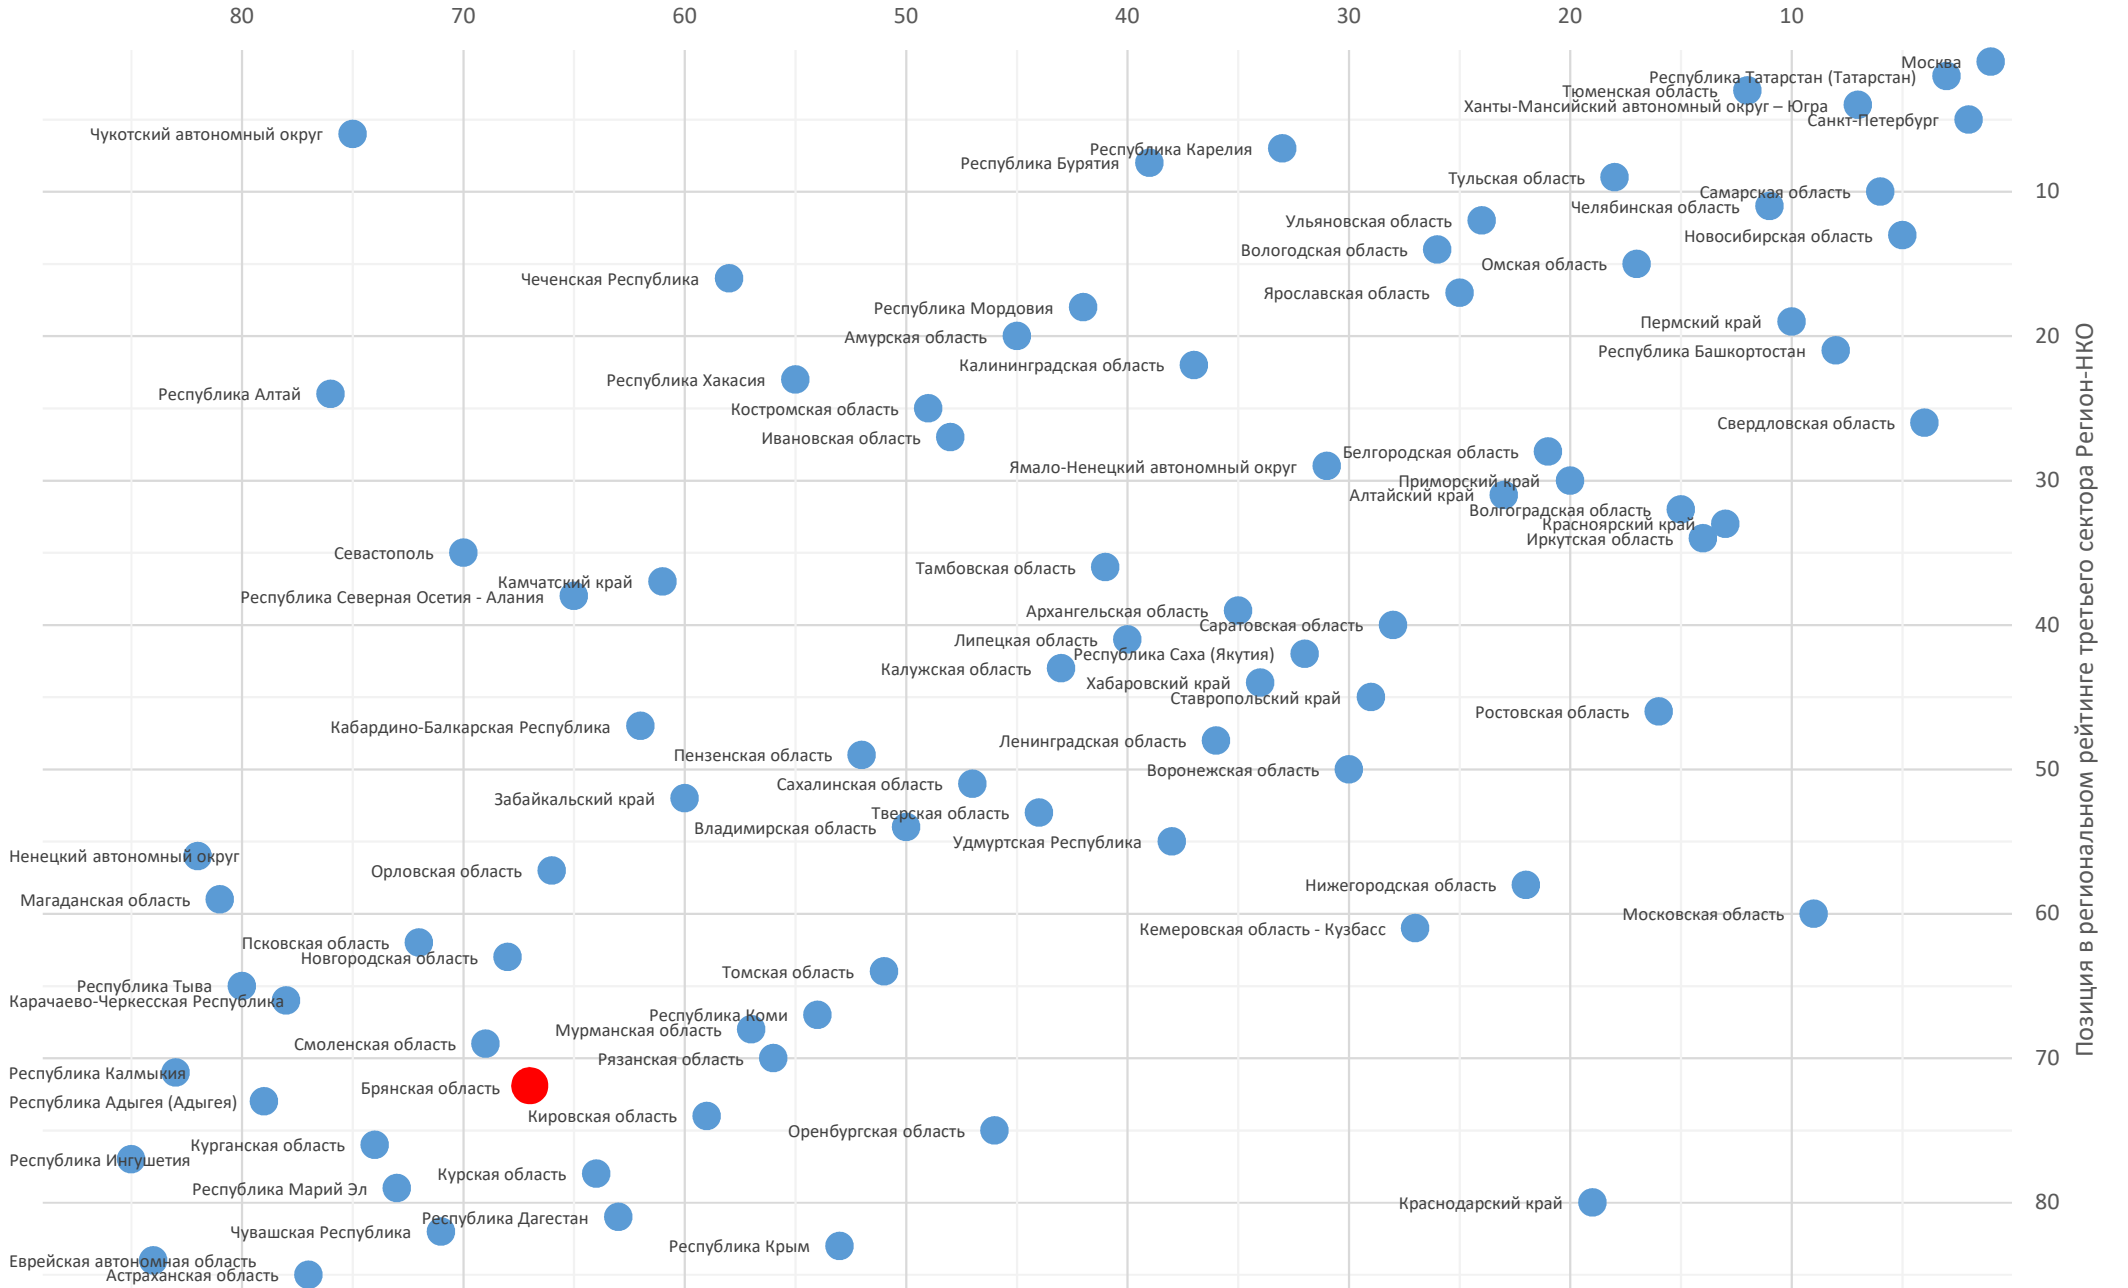 80 70 60 50 40 30 20 10
Москва
Республика Татарстан (Татарстан)
Тюменская область
Ханты-Мансийский автономный округ – Югра
Санкт-Петербург
Чукотский автономный округ
Республика Карелия
Республика Бурятия
Тульская область
Самарская область
10
Челябинская область
Ульяновская область
Новосибирская область
Вологодская область
Омская область
Чеченская Республика
Ярославская область
Республика Мордовия
Пермский край
Амурская область
20
Республика Башкортостан
Калининградская область
Республика Хакасия
Республика Алтай
Костромская область
Свердловская область
Ивановская область
Белгородская область
Ямало-Ненецкий автономный округ
Приморский край
30
Алтайский край
Волгоградская область
Красноярский край
Иркутская область
Севастополь
Тамбовская область
Камчатский край
Республика Северная Осетия - Алания
Архангельская область
Саратовская область
40
Липецкая область
Республика Саха (Якутия)
Калужская область
Хабаровский край
Ставропольский край
Ростовская область
Кабардино-Балкарская Республика
Ленинградская область
Пензенская область
Воронежская область
50
Сахалинская область
Забайкальский край
Тверская область
Владимирская область
Удмуртская Республика
Ненецкий автономный округ
Орловская область
Нижегородская область
Магаданская область
Московская область
60
Кемеровская область - Кузбасс
Псковская область
Новгородская область
Томская область
Республика Тыва
Карачаево-Черкесская Республика
Республика Коми
Мурманская область
Смоленская область
Рязанская область
70
Республика Калмыкия
Брянская область
Республика Адыгея (Адыгея)
Кировская область
Оренбургская область
Курганская область
Республика Ингушетия
Курская область
Республика Марий Эл
Краснодарский край
80
Республика Дагестан
Чувашская Республика
Республика Крым
Еврейская автономная область
Астраханская область
Позиция в региональном рейтинге третьего сектора Регион-НКО